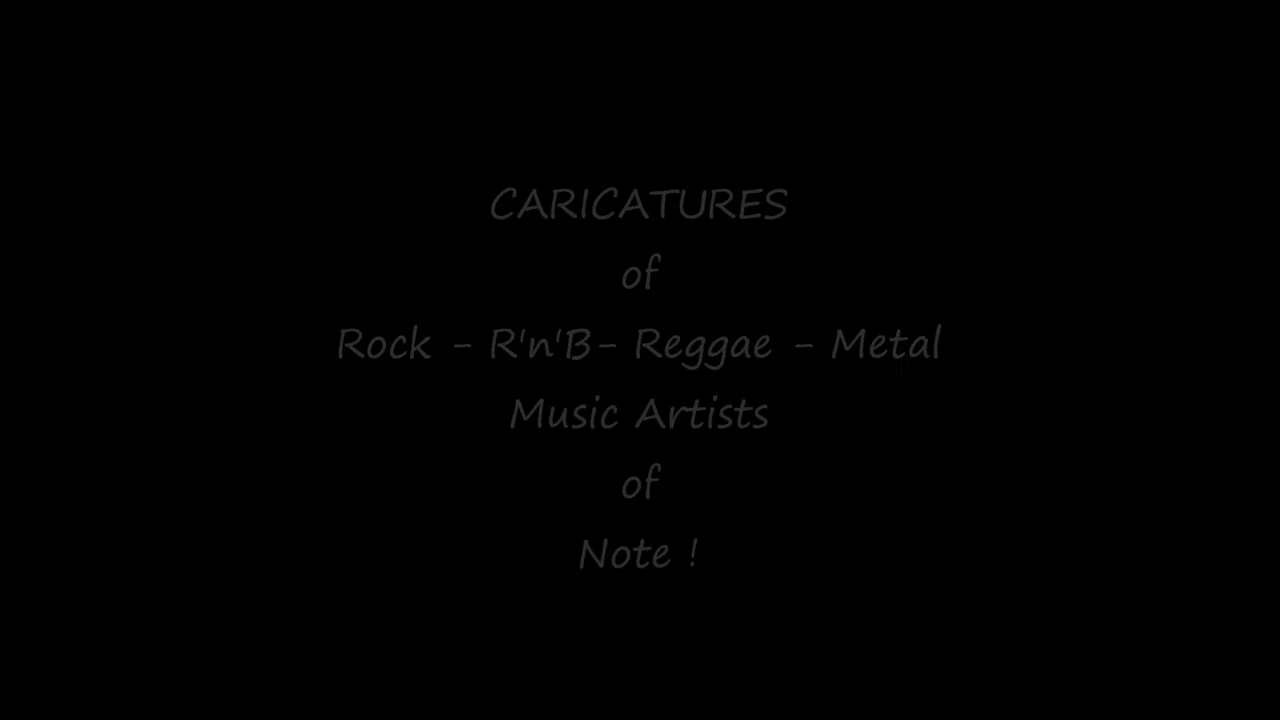 CARICATURES
of
Rock - R'n'B- Reggae - Metal
Music Artists
of
Note !